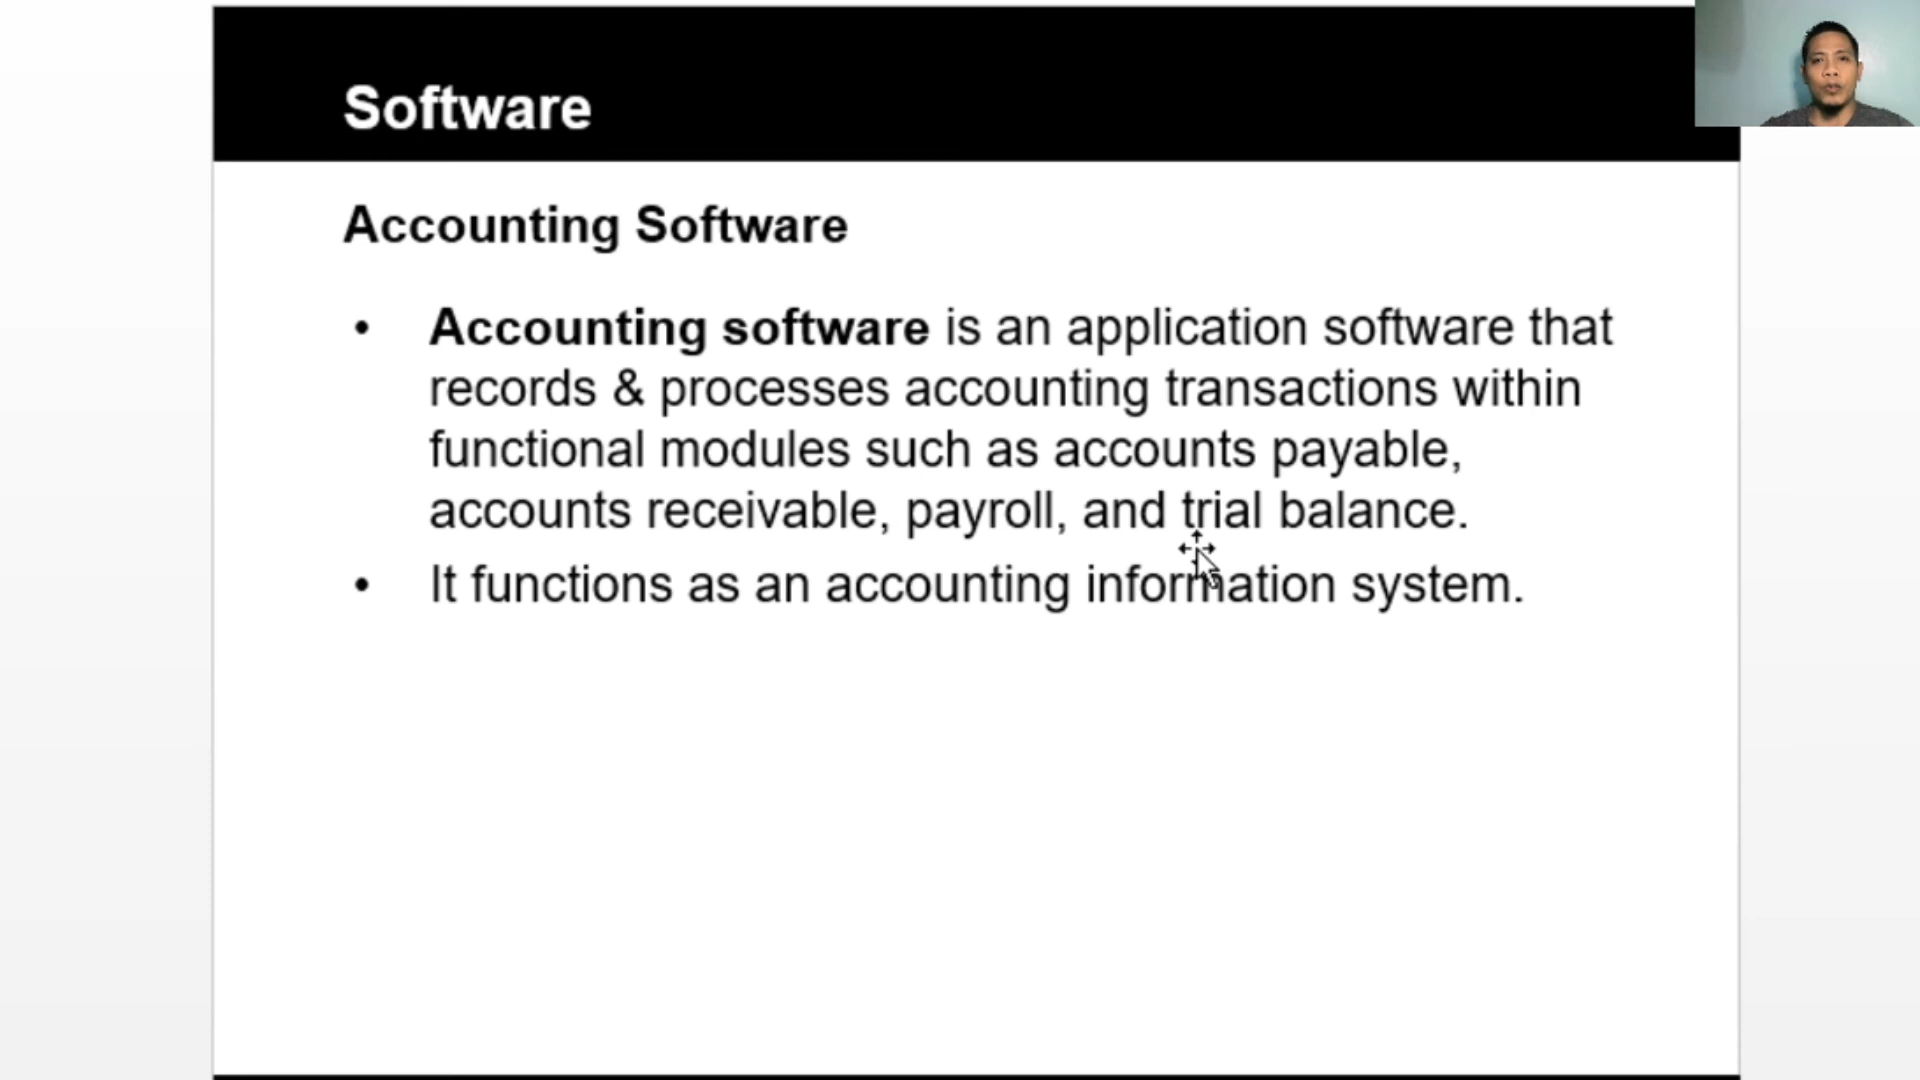 Software
Accounting Software
• Accounting software is an application software that
records & processes accounting transactions within
functional modules such as accounts payable,
accounts receivable, payroll, and trial balance.
• It functions as an accounting information system.